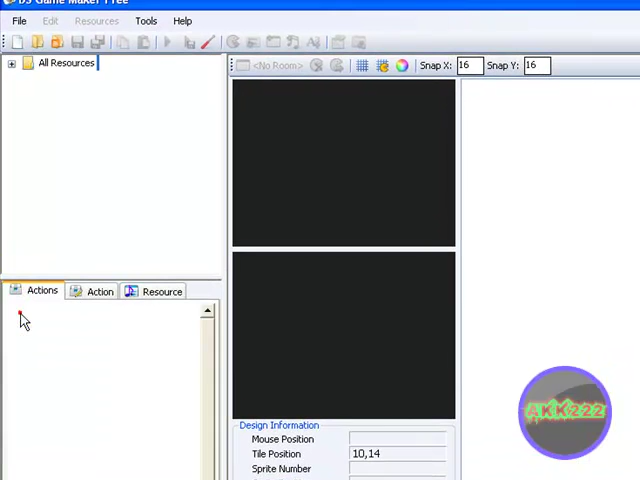 DS Game Maker Free
File Edit Resources Tools Help
All Resources
<No Room> Snap X: 16 Snap Y: 16
Actions Action Resource
AKK222
Design Information
Mouse Position
Tile Position 10,14
Sprite Number